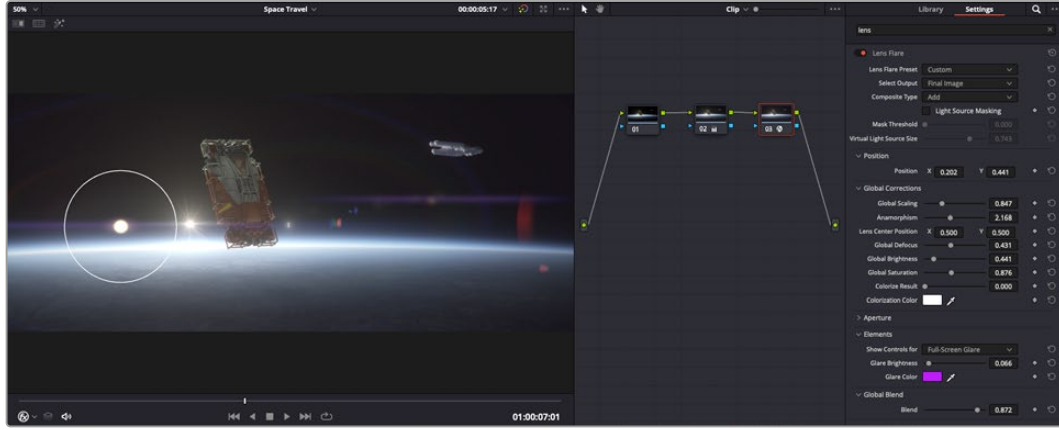 50%
Space Travel
00:00:05:17
Clip
Library
Settings
lens
Lens Flare
Lens Flare Preset Custom
Select Output Final Image
Composite Type Add
Light Source Masking
Mask Threshold 0.000
Virtual Light Source Size 0.743
Position
Position X 0.202 Y 0.441
Global Corrections
Global Scaling 0.847
Anamorphism 2.168
Lens Center Position X 0.500 Y 0.500
Global Defocus 0.431
Global Brightness 0.441
Global Saturation 0.876
Colorize Result 0.000
Colorization Color
Aperture
Elements
Show Controls for Full-Screen Glare
Glare Brightness 0.066
Glare Color
Global Blend
Blend 0.872
01
02
03
01:00:07:01